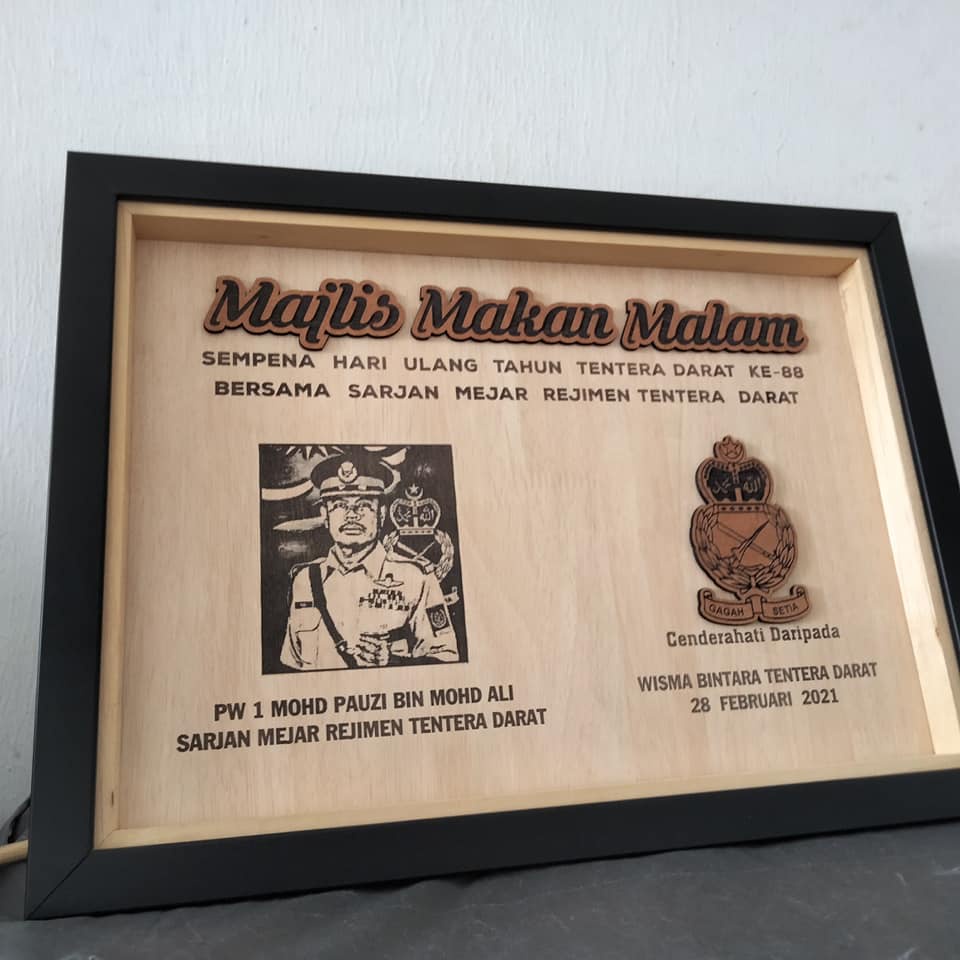 Majlis Makan Malam
SEMPENA HARI ULANG TAHUN TENTERA DARAT KE-88
BERSAMA SARJAN MEJAR REJIMEN TENTERA DARAT
PW 1 MOHD PAUZI BIN MOHD ALI
SARJAN MEJAR REJIMEN TENTERA DARAT
الله محمد
GAGAH SETIA
Cenderahati Daripada
WISMA BINTARA TENTERA DARAT
28 FEBRUARI 2021